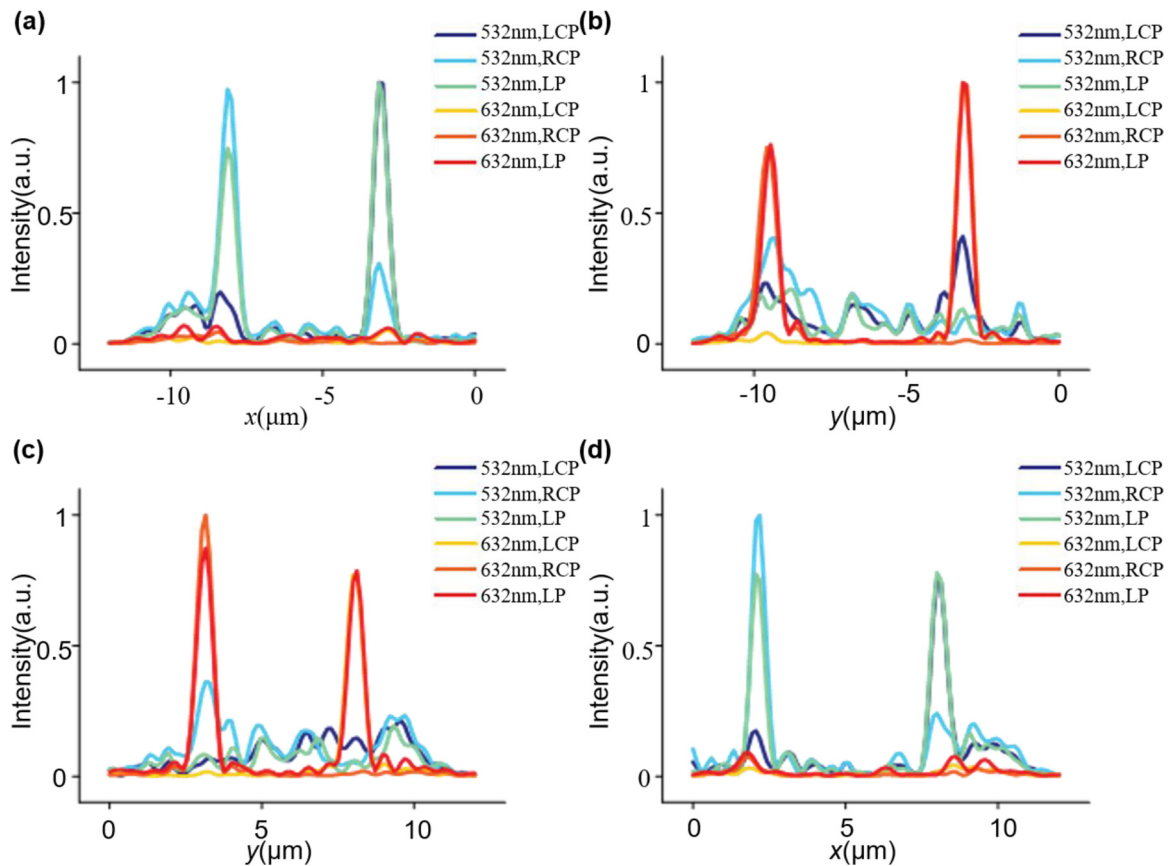 (a)
532nm,LCP
532nm,RCP
532nm,LP
632nm,LCP
632nm,RCP
632nm,LP
Intensity(a.u.)
1
0.5
0
-10
-5
0
x(μm)
(b)
532nm,LCP
532nm,RCP
532nm,LP
632nm,LCP
632nm,RCP
632nm,LP
Intensity(a.u.)
1
0.5
0
-10
-5
0
y(μm)
(c)
532nm,LCP
532nm,RCP
532nm,LP
632nm,LCP
632nm,RCP
632nm,LP
Intensity(a.u.)
1
0.5
0
0
5
10
y(μm)
(d)
532nm,LCP
532nm,RCP
532nm,LP
632nm,LCP
632nm,RCP
632nm,LP
Intensity(a.u.)
1
0.5
0
0
5
10
x(μm)